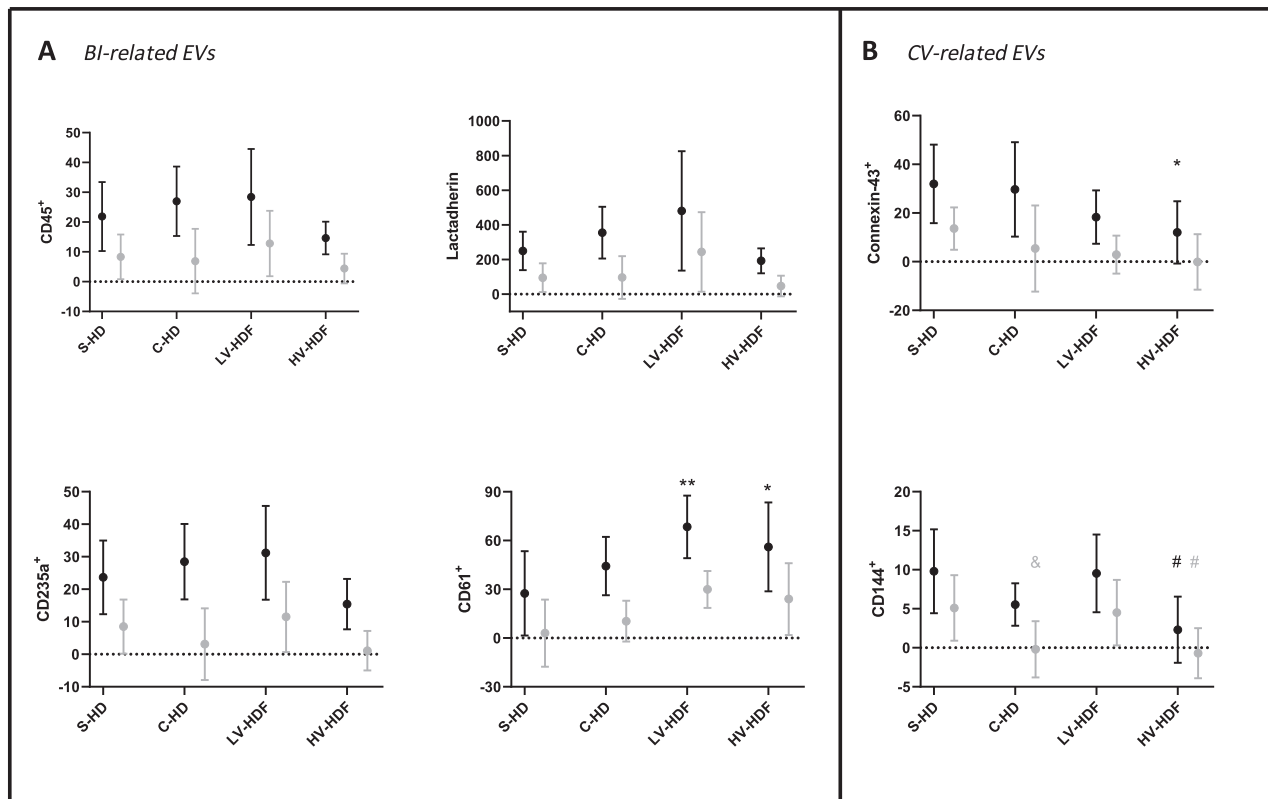 A BI-related EVs
CD45+
50
40
30
20
10
0
-10
S-HD
C-HD
LV-HDF
HV-HDF
Lactadherin
1000
800
600
400
200
0
S-HD
C-HD
LV-HDF
HV-HDF
CD235a+
50
40
30
20
10
0
-10
S-HD
C-HD
LV-HDF
HV-HDF
CD61+
90
60
30
0
-30
**
*
S-HD
C-HD
LV-HDF
HV-HDF
B CV-related EVs
Connexin-43+
60
40
20
0
-20
*
S-HD
C-HD
LV-HDF
HV-HDF
CD144+
20
15
10
5
0
-5
& # #
S-HD
C-HD
LV-HDF
HV-HDF